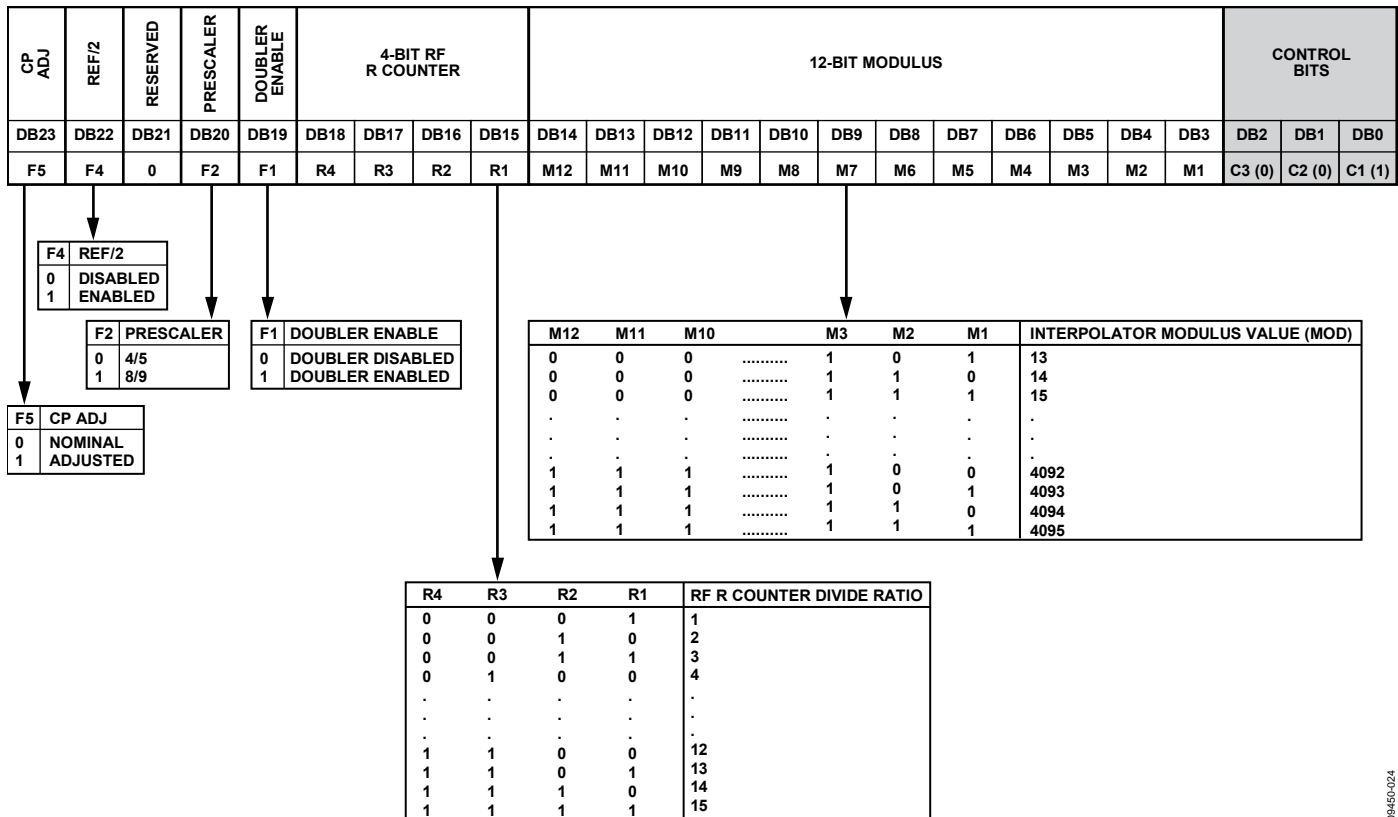 CP ADJ
REF/2
RESERVED
PRESCALER
DOUBLER ENABLE
4-BIT RF
R COUNTER
12-BIT MODULUS
CONTROL
BITS
DB23 DB22 DB21 DB20 DB19 DB18 DB17 DB16 DB15 DB14 DB13 DB12 DB11 DB10 DB9 DB8 DB7 DB6 DB5 DB4 DB3 DB2 DB1 DB0
F5 F4 0 F2 F1 R4 R3 R2 R1 M12 M11 M10 M9 M8 M7 M6 M5 M4 M3 M2 M1 C3 (0) C2 (0) C1 (1)
F4 REF/2
0 DISABLED
1 ENABLED
F2 PRESCALER
0 4/5
1 8/9
F1 DOUBLER ENABLE
0 DOUBLER DISABLED
1 DOUBLER ENABLED
F5 CP ADJ
0 NOMINAL
1 ADJUSTED
M12 M11 M10 M3 M2 M1 INTERPOLATOR MODULUS VALUE (MOD)
0 0 0 .......... 1 0 1 13
0 0 0 .......... 1 1 0 14
0 0 0 .......... 1 1 1 15
. . . .......... . . . .
. . . .......... . . . .
. . . .......... . . . .
1 1 1 .......... 1 0 0 4092
1 1 1 .......... 1 0 1 4093
1 1 1 .......... 1 1 0 4094
1 1 1 .......... 1 1 1 4095
R4 R3 R2 R1 RF R COUNTER DIVIDE RATIO
0 0 0 1 1
0 0 1 0 2
0 0 1 1 3
0 1 0 0 4
. . . . .
. . . . .
. . . . .
1 1 0 0 12
1 1 0 1 13
1 1 1 0 14
1 1 1 1 15